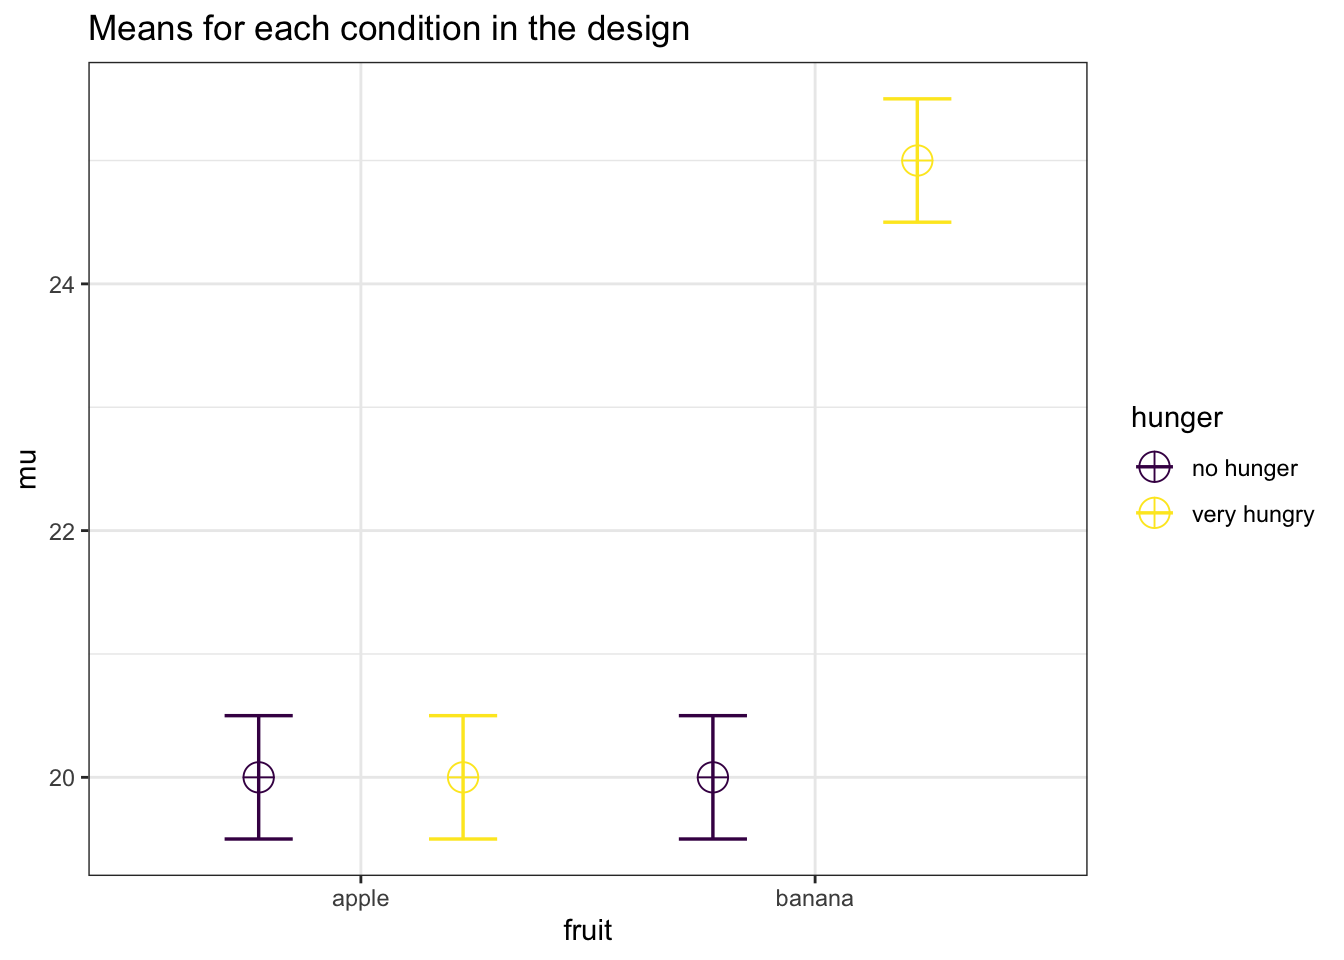 Means for each condition in the design
mu
24
22
20
apple
banana
fruit
hunger
no hunger
very hungry